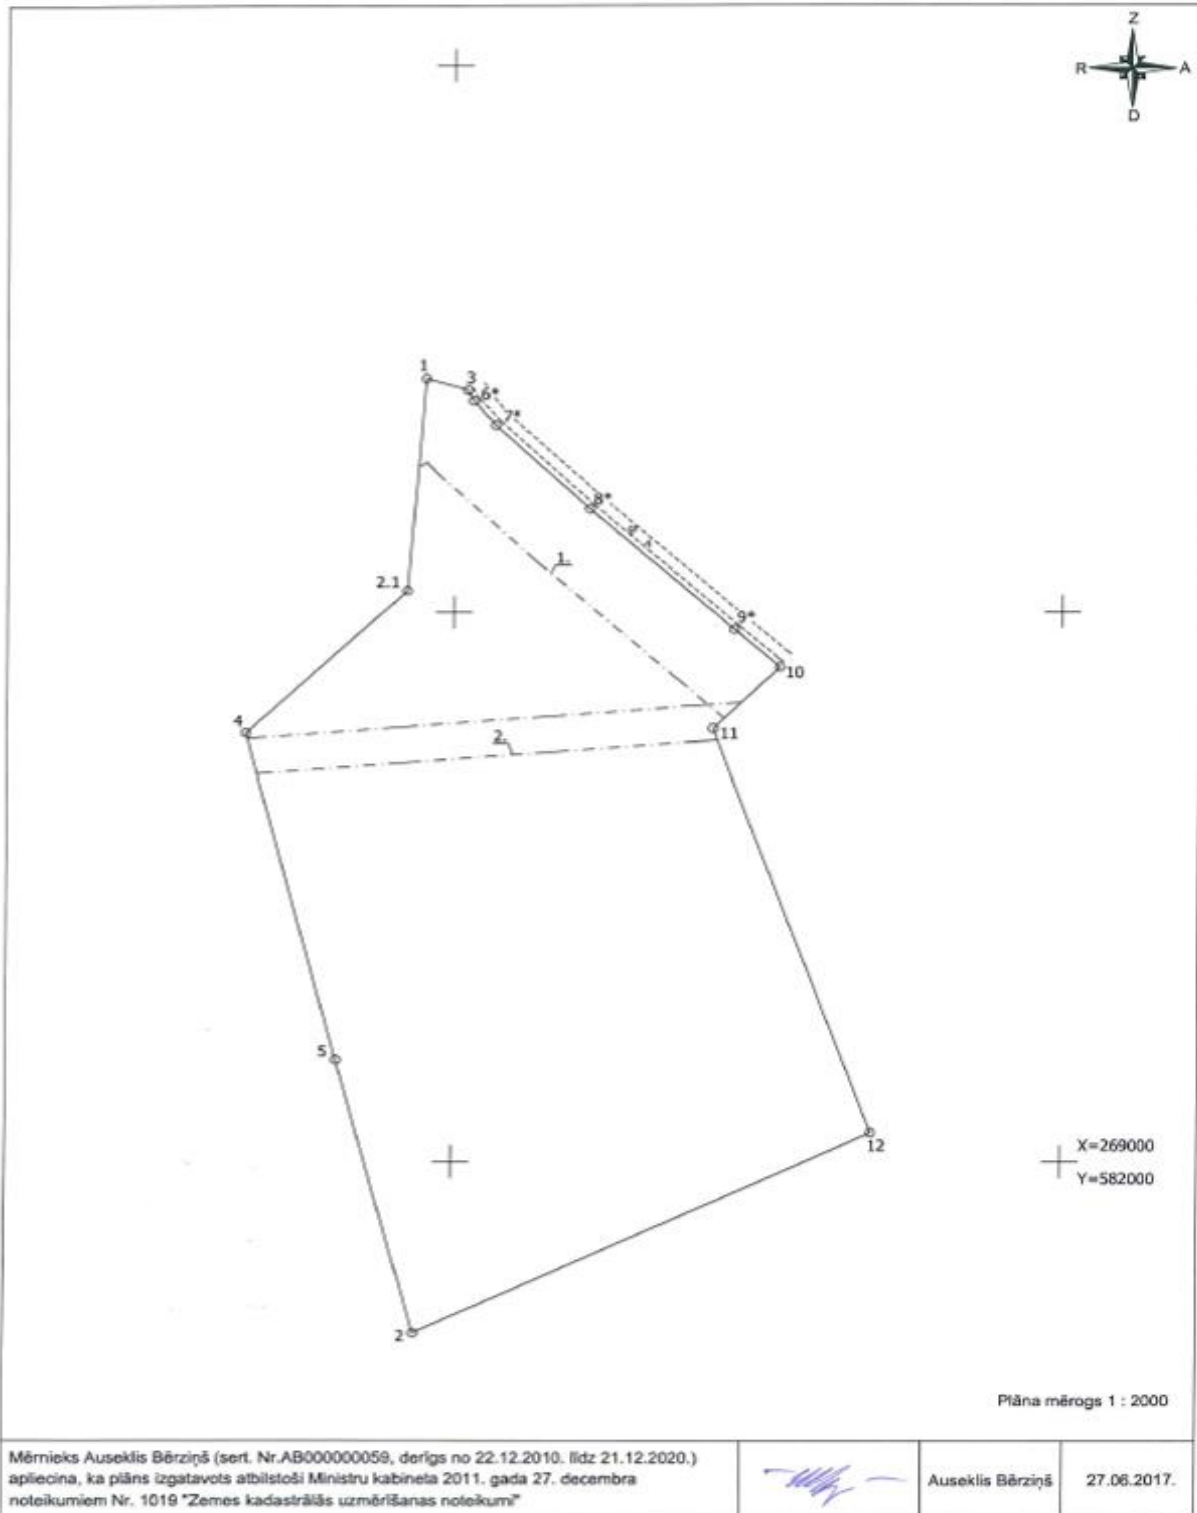 Z
R A
D
1
3
6*
7*
8*
4
1.
2.1
9*
10
4
2.
11
5
12
X=269000
Y=582000
2
Plāna mērogs 1 : 2000
Mērnieks Auseklis Bērziņš (sert. Nr.AB000000059, derīgs no 22.12.2010. līdz 21.12.2020.)
apliecina, ka plāns izgatavots atbilstoši Ministru kabineta 2011. gada 27. decembra
noteikumiem Nr. 1019 "Zemes kadastrālās uzmērīšanas noteikumi"
Auseklis Bērziņš
27.06.2017.